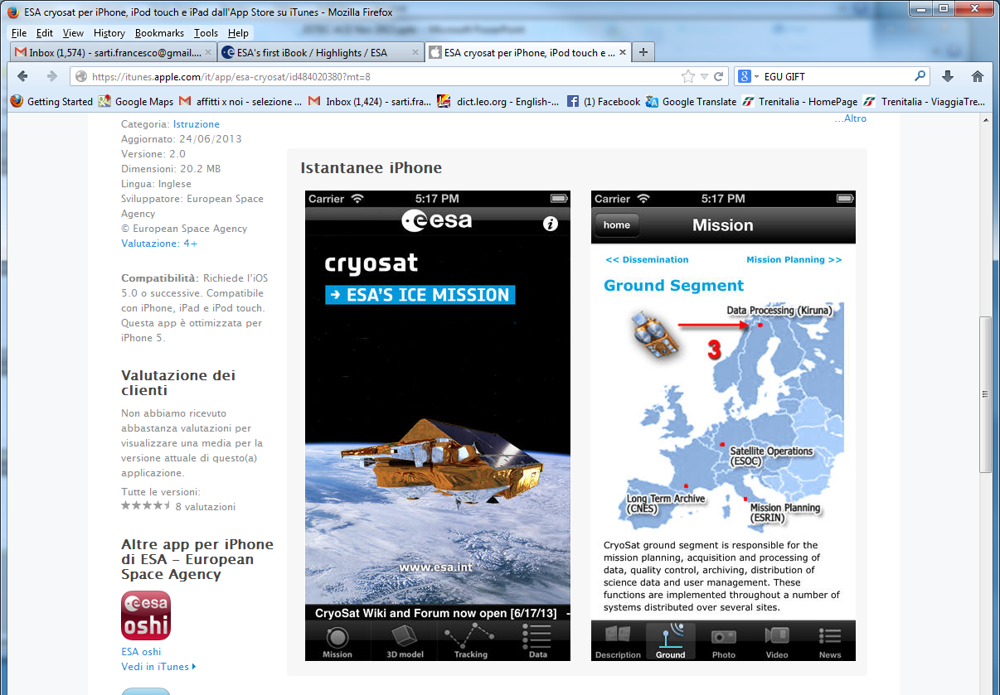 ESA cryosat per iPhone, iPod touch e iPad dall'App Store su iTunes - Mozilla Firefox
File Edit View History Bookmarks Tools Help
Inbox (1,574) - sarti.francesco@gmail.... ESA's first iBook / Highlights / ESA ESA cryosat per iPhone, iPod touch e ...
https://itunes.apple.com/it/app/esa-cryosat/id484020380?mt=8 EGU GIFT
Getting Started Google Maps affitti x noi - selezione ... Inbox (1,424) - sarti.fra... dict.leo.org - English-... (1) Facebook Google Translate Trenitalia - HomePage Trenitalia - ViaggiaTre...
...Altro
Categoria: Istruzione
Aggiornato: 24/06/2013
Versione: 2.0
Dimensioni: 20.2 MB
Lingua: Inglese
Sviluppatore: European Space
Agency
© European Space Agency
Valutazione: 4+
Compatibilità: Richiede l'iOS
5.0 o successive. Compatibile
con iPhone, iPad e iPod touch.
Questa app è ottimizzata per
iPhone 5.
Valutazione dei
clienti
Non abbiamo ricevuto
abbastanza valutazioni per
visualizzare una media per la
versione attuale di questo(a)
applicazione.
Tutte le versioni:
8 valutazioni
Altre app per iPhone
di ESA - European
Space Agency
esa
oshi
ESA oshi
Vedi in iTunes
Istantanee iPhone
Carrier 5:17 PM
esa
cryosat
→ ESA'S ICE MISSION
www.esa.int
CryoSat Wiki and Forum now open [6/17/13] -
Mission 3D model Tracking Data
Carrier 5:17 PM
home Mission
<< Dissemination Mission Planning >>
Ground Segment
Data Processing (Kiruna)
3
Satellite Operations
(ESOC)
Long Term Archive
(CNES)
Mission Planning
(ESRIN)
CryoSat ground segment is responsible for the
mission planning, acquisition and processing of
data, quality control, archiving, distribution of
science data and user management. These
functions are implemented throughout a number of
systems distributed over several sites.
Description Ground Photo Video News